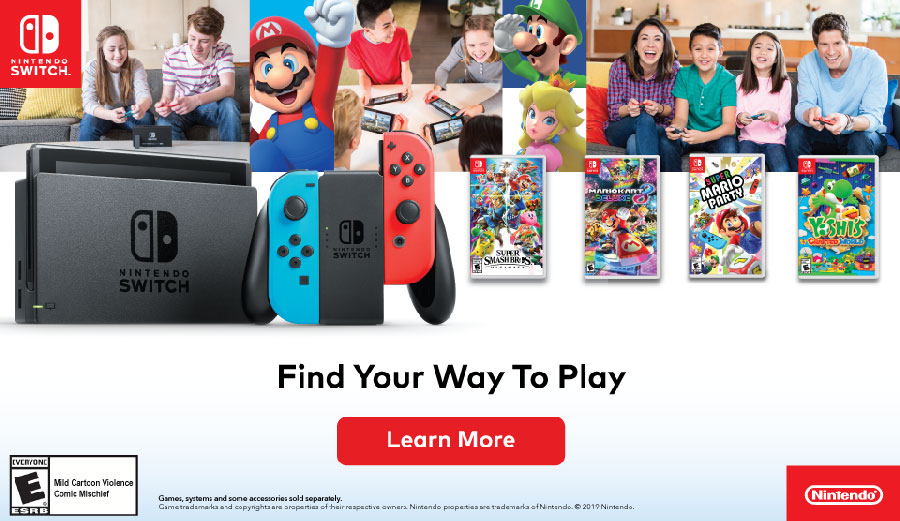 NINTENDO
SWITCH
NINTENDO
SWITCH
NINTENDO
SWITCH
X
Y
A
B
SUPER
SMASH BROS.
ULTIMATE
MARIO KART 8
DELUXE
SUPER
MARIO
PARTY
YOSHI'S
CRAFTED WORLD
Find Your Way To Play
Learn More
EVERYONE
E
ESRB
Mild Cartoon Violence
Comic Mischief
Games, systems and some accessories sold separately.
Game trademarks and copyrights are properties of their respective owners. Nintendo properties are trademarks of Nintendo. © 2019 Nintendo.
Nintendo